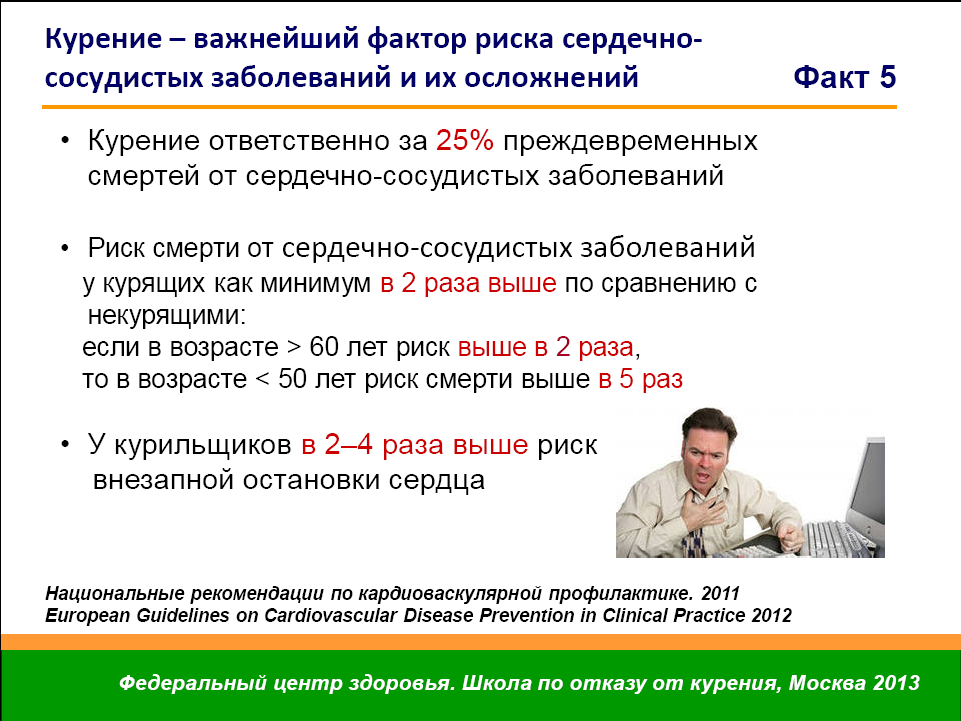 Курение – важнейший фактор риска сердечно-
сосудистых заболеваний и их осложнений
Факт 5
• Курение ответственно за 25% преждевременных
смертей от сердечно-сосудистых заболеваний
• Риск смерти от сердечно-сосудистых заболеваний
у курящих как минимум в 2 раза выше по сравнению с
некурящими:
если в возрасте > 60 лет риск выше в 2 раза,
то в возрасте < 50 лет риск смерти выше в 5 раз
• У курильщиков в 2–4 раза выше риск
внезапной остановки сердца
Национальные рекомендации по кардиоваскулярной профилактике. 2011
European Guidelines on Cardiovascular Disease Prevention in Clinical Practice 2012
Федеральный центр здоровья. Школа по отказу от курения, Москва 2013